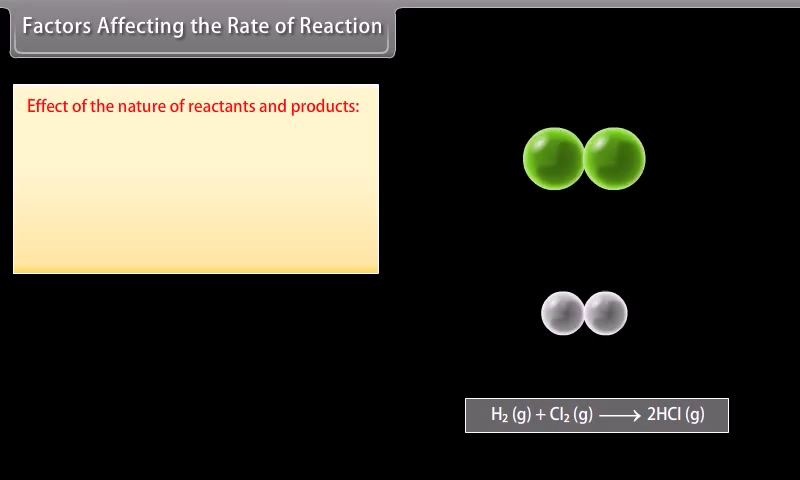 Factors Affecting the Rate of Reaction
Effect of the nature of reactants and products:
H₂ (g) + Cl₂ (g) ⟶ 2HCl (g)